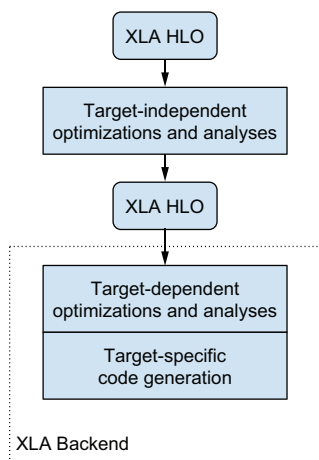 XLA HLO
Target-independent
optimizations and analyses
XLA HLO
Target-dependent
optimizations and analyses
Target-specific
code generation
XLA Backend